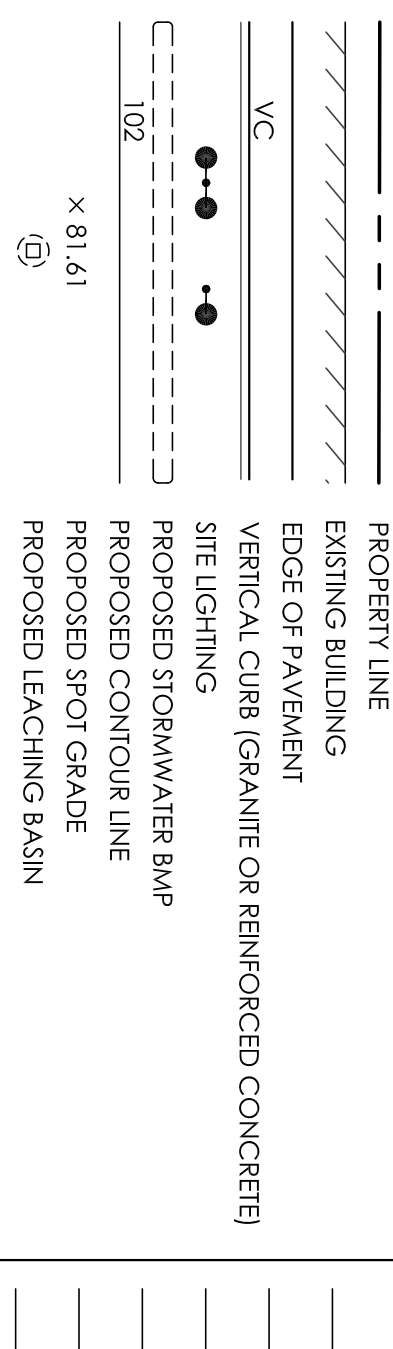 PROPERTY LINE
EXISTING BUILDING
EDGE OF PAVEMENT
VC VERTICAL CURB (GRANITE OR REINFORCED CONCRETE)
SITE LIGHTING
PROPOSED STORMWATER BMP
102 PROPOSED CONTOUR LINE
× 81.61 PROPOSED SPOT GRADE
PROPOSED LEACHING BASIN